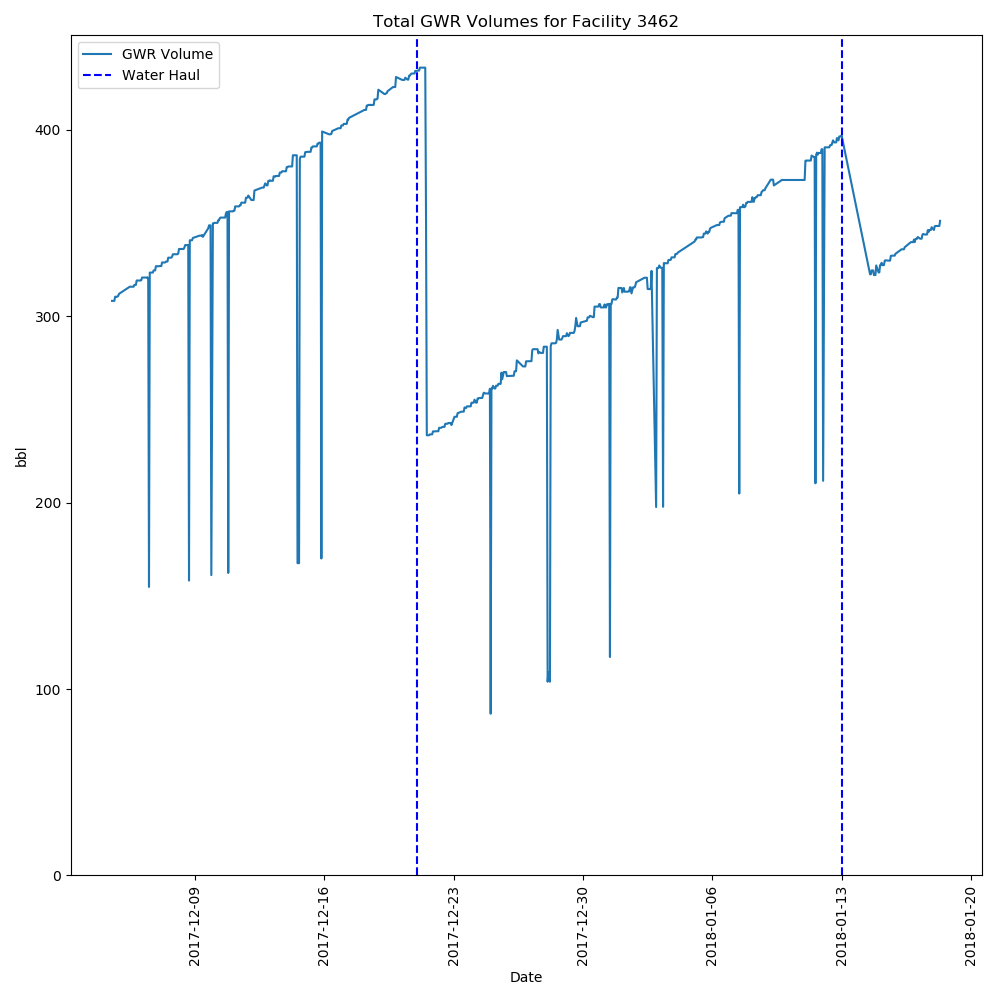 Total GWR Volumes for Facility 3462
GWR Volume
Water Haul
bbl
400
300
200
100
0
2017-12-09
2017-12-16
2017-12-23
2017-12-30
2018-01-06
2018-01-13
2018-01-20
Date